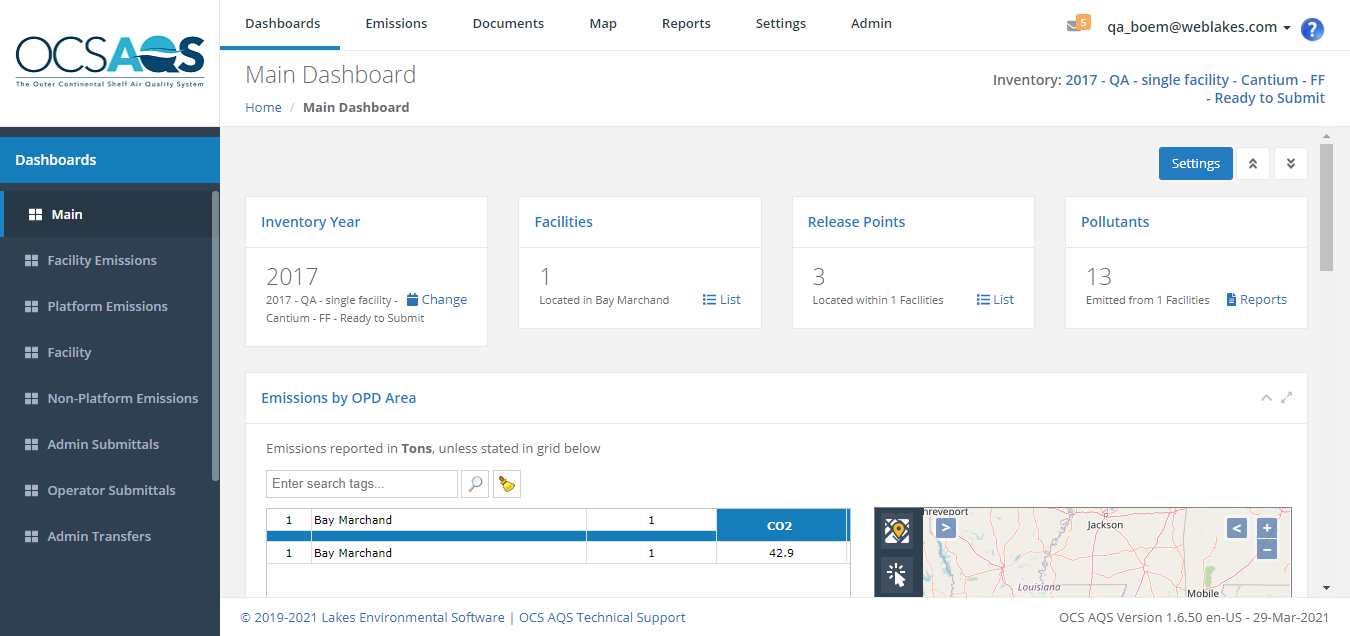 OCSAQS
The Outer Continental Shelf Air Quality System
Dashboards
Emissions
Documents
Map
Reports
Settings
Admin
5
qa_boem@weblakes.com
?
Main Dashboard
Home / Main Dashboard
Inventory: 2017 - QA - single facility - Cantium - FF
- Ready to Submit
Dashboards
Main
Facility Emissions
Platform Emissions
Facility
Non-Platform Emissions
Admin Submittals
Operator Submittals
Admin Transfers
Settings
Inventory Year
2017
2017 - QA - single facility -
Cantium - FF - Ready to Submit
Change
Facilities
1
Located in Bay Marchand
List
Release Points
3
Located within 1 Facilities
List
Pollutants
13
Emitted from 1 Facilities
Reports
Emissions by OPD Area
Emissions reported in Tons, unless stated in grid below
Enter search tags...
1 Bay Marchand 1 CO2
1 Bay Marchand 1 42.9
hreveport
Jackson
Louisiana
Mobile
>
<
+
−
© 2019-2021 Lakes Environmental Software | OCS AQS Technical Support
OCS AQS Version 1.6.50 en-US - 29-Mar-2021